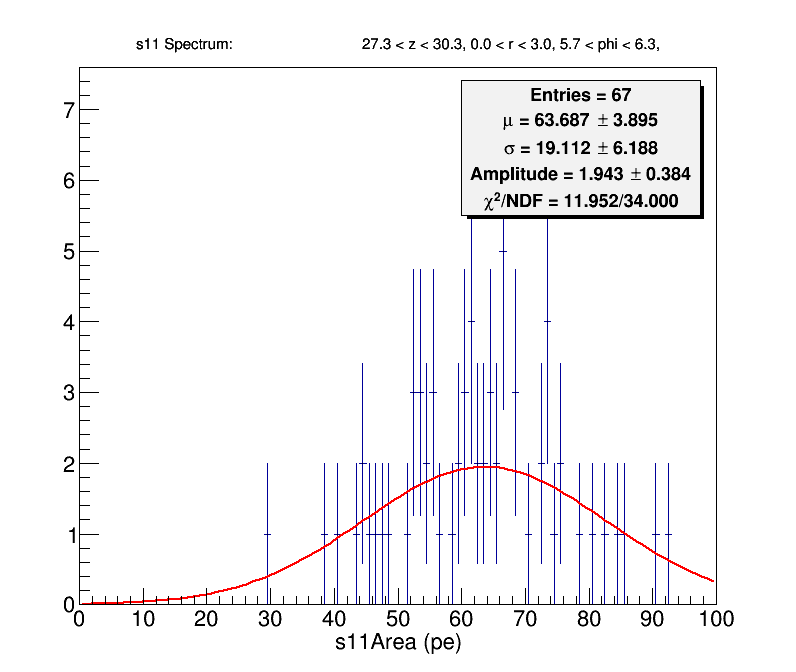 s11 Spectrum: 27.3 < z < 30.3, 0.0 < r < 3.0, 5.7 < phi < 6.3,
Entries = 67
μ = 63.687 ± 3.895
σ = 19.112 ± 6.188
Amplitude = 1.943 ± 0.384
χ²/NDF = 11.952/34.000
7
6
5
4
3
2
1
0
0 10 20 30 40 50 60 70 80 90 100
s11Area (pe)